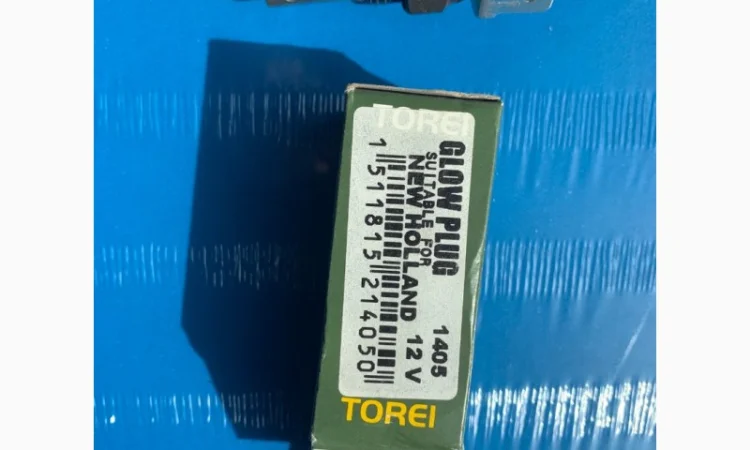 TOREI
GLOW PLUG 1405
SUITABLE FOR
NEW HOLLAND 12 V
1 511815 214050
TOREI